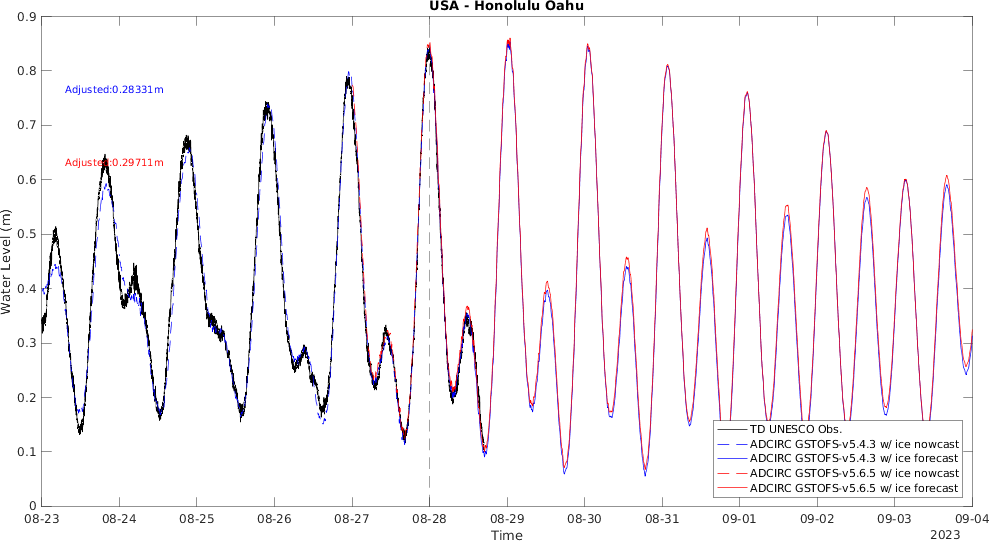 USA - Honolulu Oahu
0.9
0.8
0.7
0.6
0.5
0.4
0.3
0.2
0.1
0
Water Level (m)
Adjusted:0.28331m
Adjusted:0.29711m
TD UNESCO Obs.
ADCIRC GSTOFS-v5.4.3 w/ ice nowcast
ADCIRC GSTOFS-v5.4.3 w/ ice forecast
ADCIRC GSTOFS-v5.6.5 w/ ice nowcast
ADCIRC GSTOFS-v5.6.5 w/ ice forecast
08-23 08-24 08-25 08-26 08-27 08-28 08-29 08-30 08-31 09-01 09-02 09-03 09-04
Time
2023